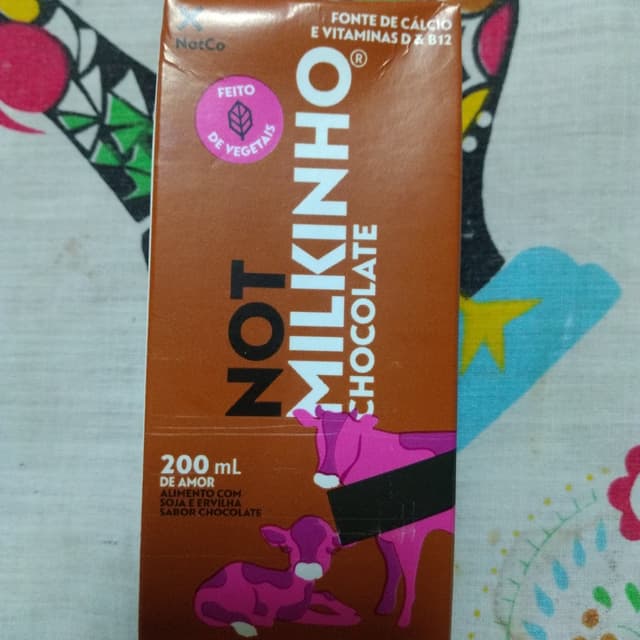 NotCo
FONTE DE CÁLCIO
E VITAMINAS D & B12
FEITO
DE VEGETAIS
NOT
MILKINHO®
CHOCOLATE
200 mL
DE AMOR
ALIMENTO COM
SOJA E ERVILHA
SABOR CHOCOLATE